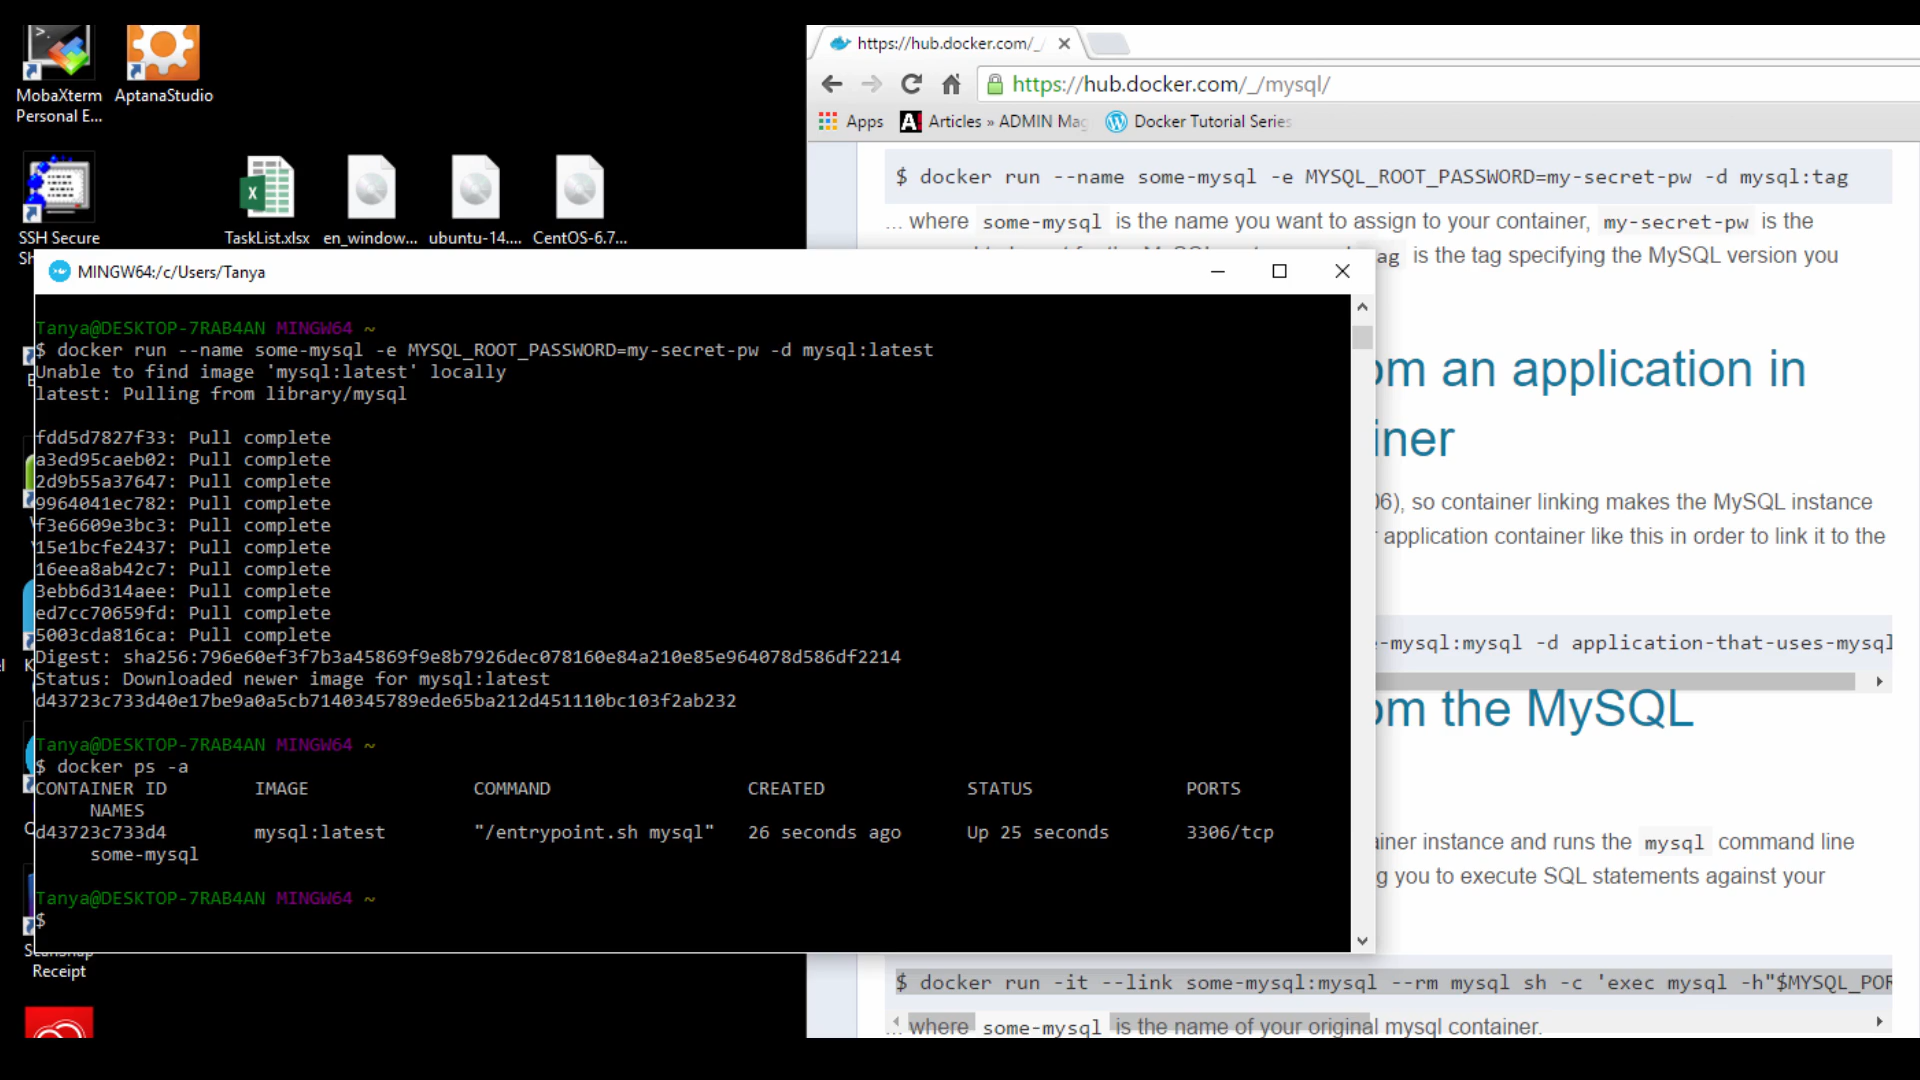 MobaXterm
Personal E...
AptanaStudio
SSH Secure
TaskList.xlsx
en_window...
ubuntu-14....
CentOS-6.7...
https://hub.docker.com/_/
https://hub.docker.com/_/mysql/
Apps
Articles » ADMIN Mag
Docker Tutorial Series
$ docker run --name some-mysql -e MYSQL_ROOT_PASSWORD=my-secret-pw -d mysql:tag
... where some-mysql is the name you want to assign to your container, my-secret-pw is the
ag is the tag specifying the MySQL version you
om an application in
iner
06), so container linking makes the MySQL instance
r application container like this in order to link it to the
-mysql:mysql -d application-that-uses-mysql
om the MySQL
ainer instance and runs the mysql command line
g you to execute SQL statements against your
$ docker run -it --link some-mysql:mysql --rm mysql sh -c 'exec mysql -h"$MYSQL_POR
... where some-mysql is the name of your original mysql container.
MINGW64:/c/Users/Tanya
Tanya@DESKTOP-7RAB4AN MINGW64 ~
$ docker run --name some-mysql -e MYSQL_ROOT_PASSWORD=my-secret-pw -d mysql:latest
Unable to find image 'mysql:latest' locally
latest: Pulling from library/mysql
fdd5d7827f33: Pull complete
a3ed95caeb02: Pull complete
2d9b55a37647: Pull complete
9964041ec782: Pull complete
f3e6609e3bc3: Pull complete
15e1bcfe2437: Pull complete
16eea8ab42c7: Pull complete
3ebb6d314aee: Pull complete
ed7cc70659fd: Pull complete
5003cda816ca: Pull complete
Digest: sha256:796e60ef3f7b3a45869f9e8b7926dec078160e84a210e85e964078d586df2214
Status: Downloaded newer image for mysql:latest
d43723c733d40e17be9a0a5cb7140345789ede65ba212d451110bc103f2ab232
Tanya@DESKTOP-7RAB4AN MINGW64 ~
$ docker ps -a
CONTAINER ID IMAGE COMMAND CREATED STATUS PORTS
NAMES
d43723c733d4 mysql:latest "/entrypoint.sh mysql" 26 seconds ago Up 25 seconds 3306/tcp
some-mysql
Tanya@DESKTOP-7RAB4AN MINGW64 ~
$
Receipt